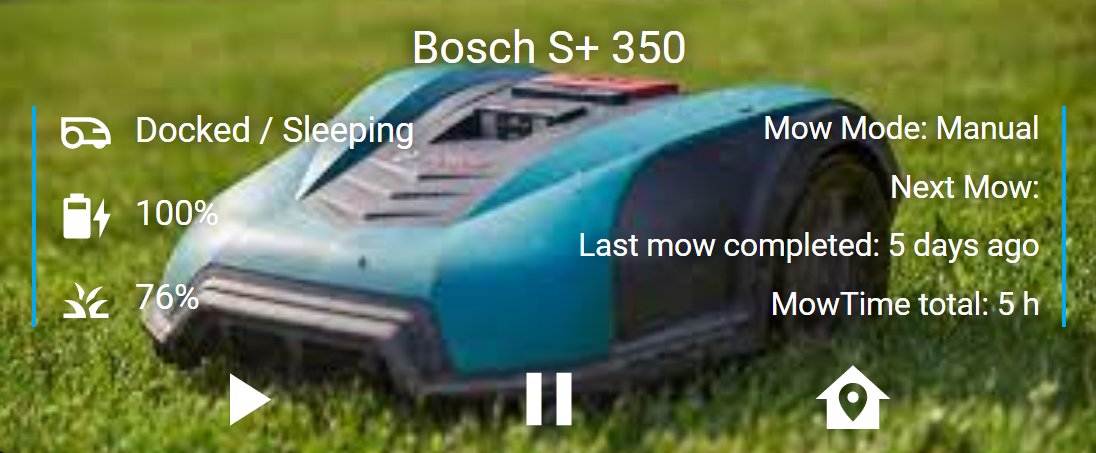 Bosch S+ 350
Docked / Sleeping
100%
76%
Mow Mode: Manual
Next Mow:
Last mow completed: 5 days ago
MowTime total: 5 h